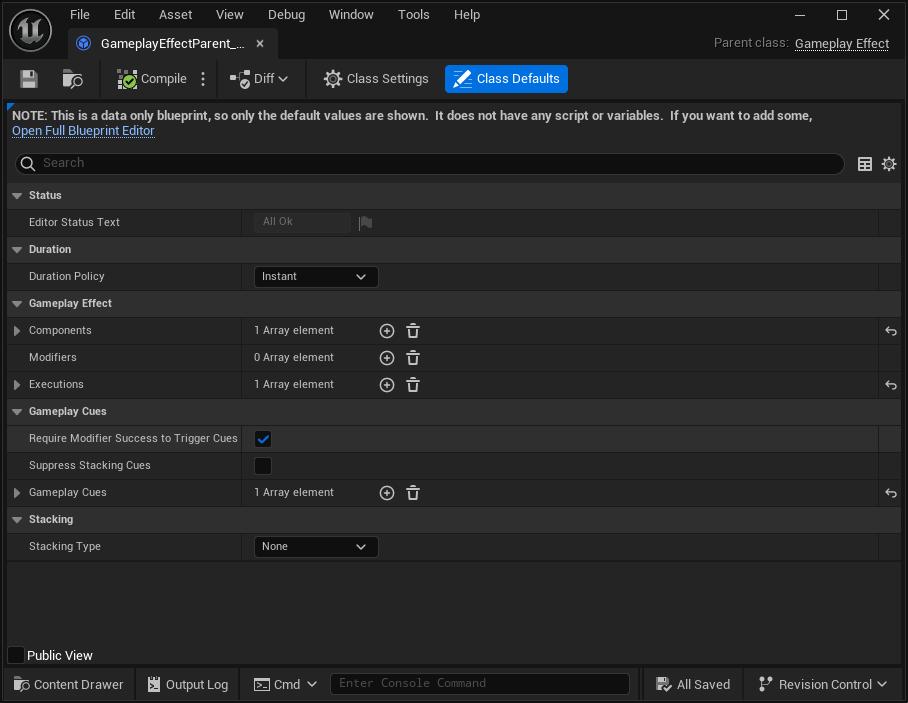 File Edit Asset View Debug Window Tools Help
GameplayEffectParent_...
Parent class: Gameplay Effect
Compile Diff Class Settings Class Defaults
NOTE: This is a data only blueprint, so only the default values are shown.  It does not have any script or variables.  If you want to add some,
Open Full Blueprint Editor
Search
Status
Editor Status Text All Ok
Duration
Duration Policy Instant
Gameplay Effect
Components 1 Array element
Modifiers 0 Array element
Executions 1 Array element
Gameplay Cues
Require Modifier Success to Trigger Cues
Suppress Stacking Cues
Gameplay Cues 1 Array element
Stacking
Stacking Type None
Public View
Content Drawer Output Log Cmd Enter Console Command All Saved Revision Control